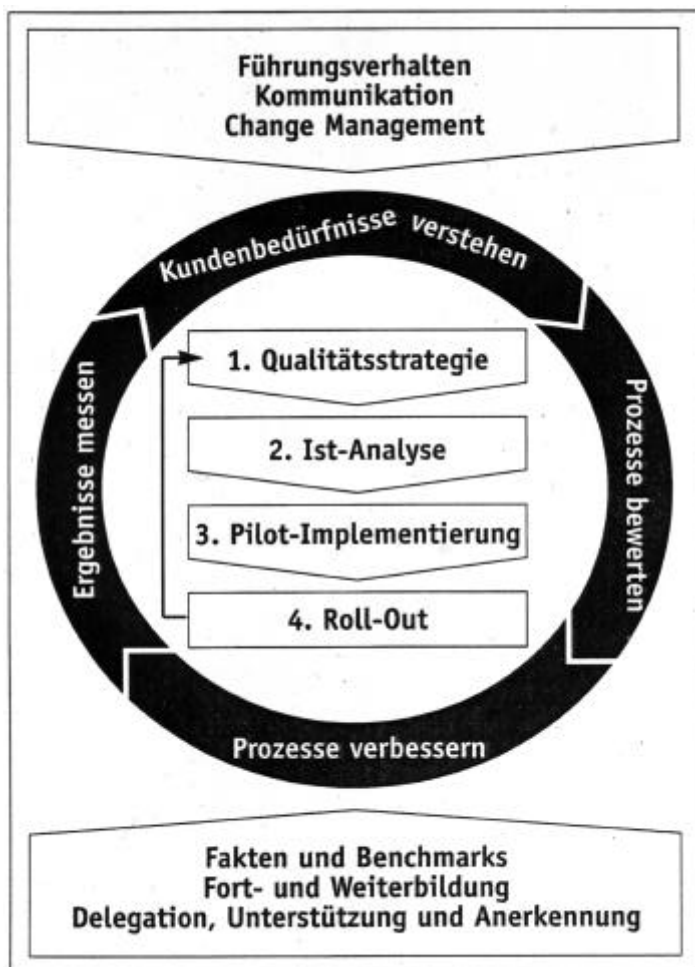 Führungsverhalten
Kommunikation
Change Management
Kundenbedürfnisse verstehen
Prozesse bewerten
Prozesse verbessern
Ergebnisse messen
1. Qualitätsstrategie
2. Ist-Analyse
3. Pilot-Implementierung
4. Roll-Out
Fakten und Benchmarks
Fort- und Weiterbildung
Delegation, Unterstützung und Anerkennung